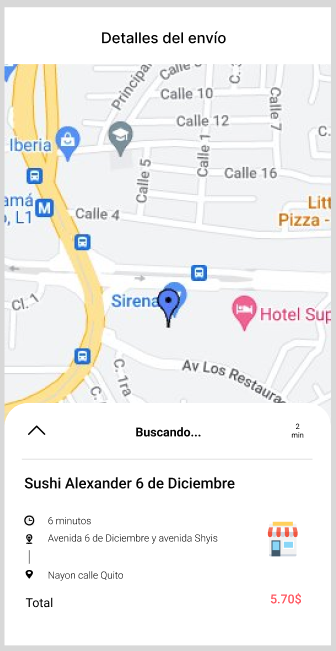 Detalles del envío
Principal
Calle
Calle 10
C.
Calle 7
Calle 12
Calle 1
C.
Iberia
Calle 5
Calle 16
amá
o, L1
M
Calle 4
Litt
Pizza -
Sirena
Cl. 1
Hotel Sup
Av Los Restaura
C. 1ra
C.
Buscando...
2
min
Sushi Alexander 6 de Diciembre
6 minutos
Avenida 6 de Diciembre y avenida Shyis
Nayon calle Quito
Total
5.70$